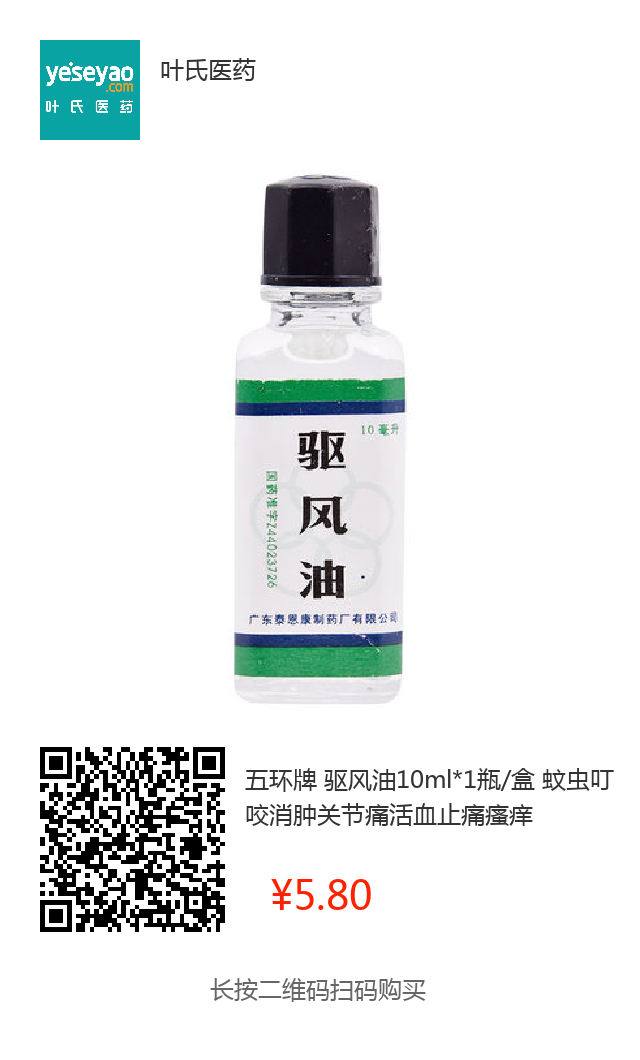 yeseyao
.com
叶氏医药
叶氏医药
10毫升
驱风油
国药准字Z44023726
广东泰恩康制药厂有限公司
五环牌 驱风油10ml*1瓶/盒 蚊虫叮
咬消肿关节痛活血止痛瘙痒
¥5.80
长按二维码扫码购买